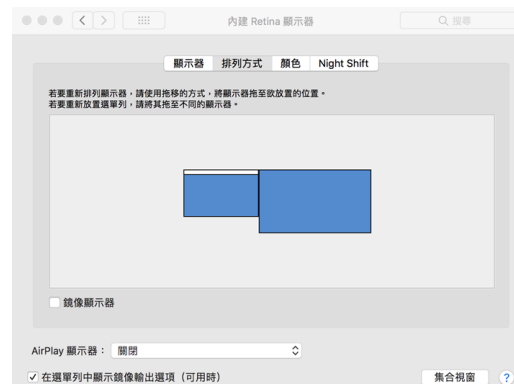 內建 Retina 顯示器
搜尋
顯示器 排列方式 顏色 Night Shift
若要重新排列顯示器，請使用拖移的方式，將顯示器拖至欲放置的位置。
若要重新放置選單列，請將其拖至不同的顯示器。
鏡像顯示器
AirPlay 顯示器： 關閉
在選單列中顯示鏡像輸出選項（可用時）
集合視窗 ?